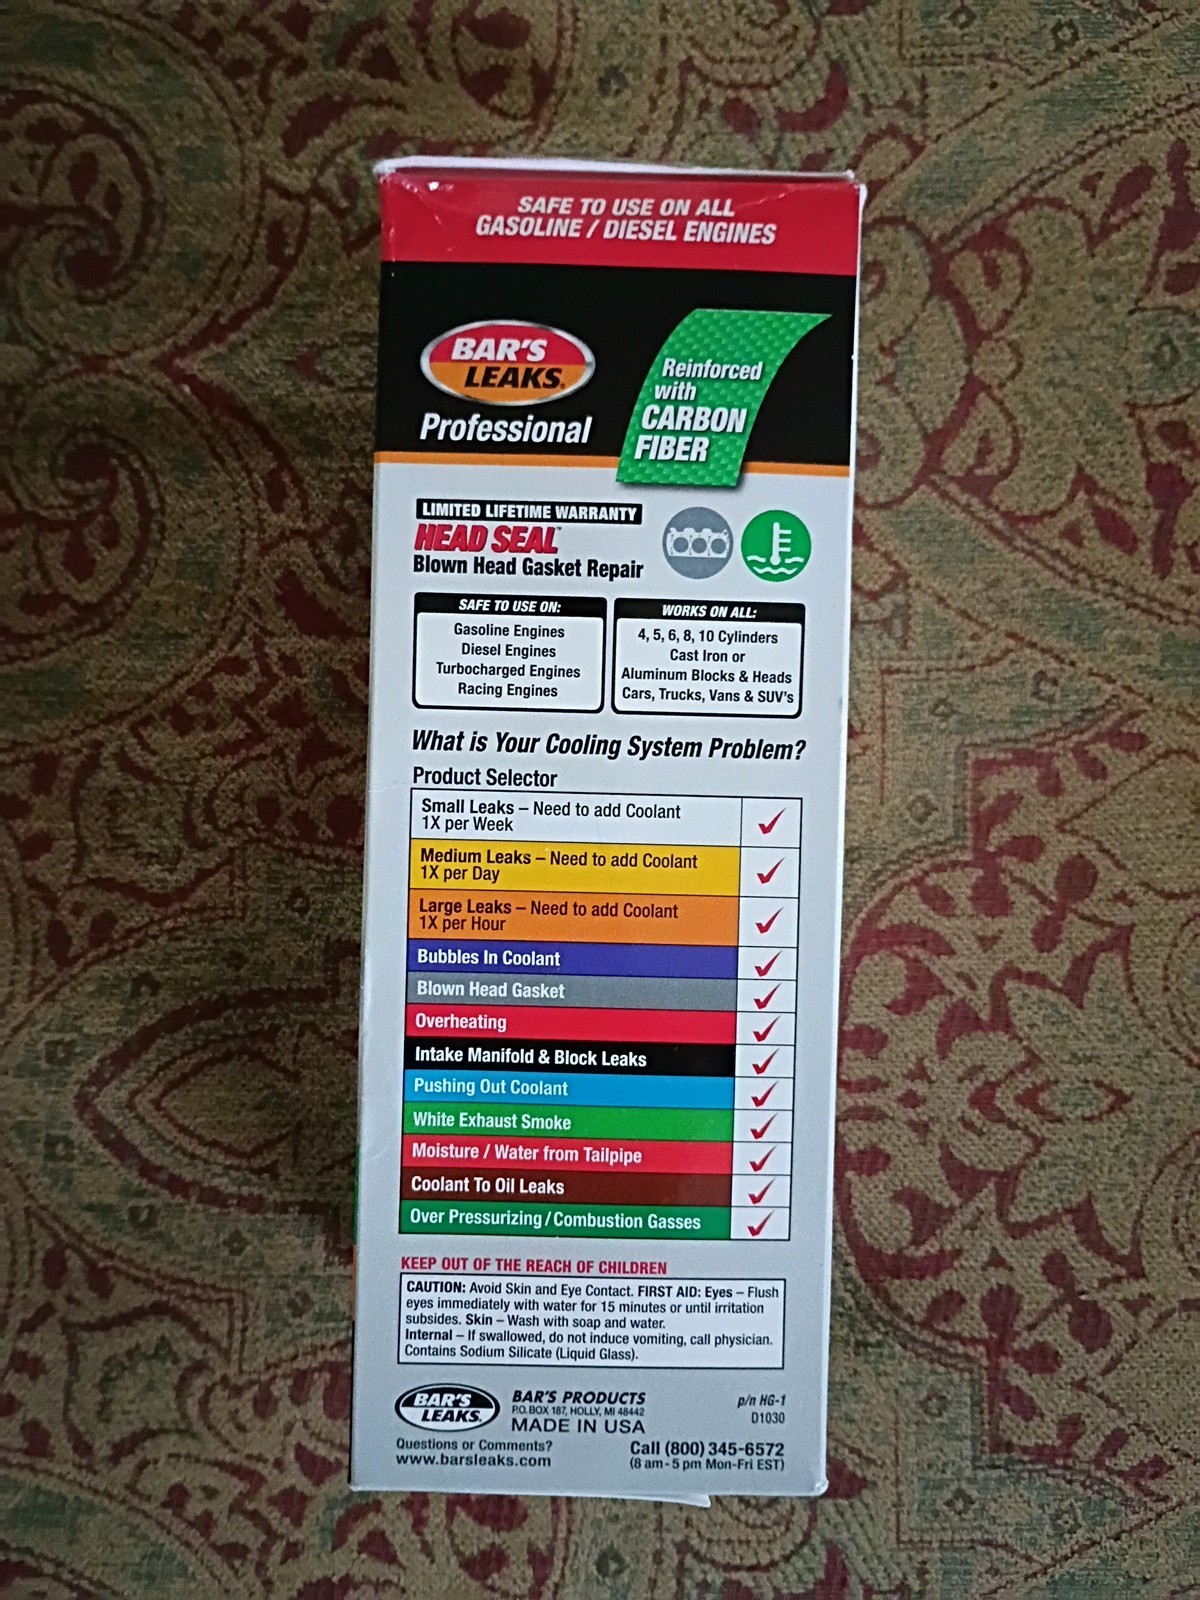 SAFE TO USE ON ALL
GASOLINE / DIESEL ENGINES
BAR'S
LEAKS®
Professional
Reinforced
with
CARBON
FIBER
LIMITED LIFETIME WARRANTY
HEAD SEAL™
Blown Head Gasket Repair
SAFE TO USE ON:
Gasoline Engines
Diesel Engines
Turbocharged Engines
Racing Engines
WORKS ON ALL:
4, 5, 6, 8, 10 Cylinders
Cast Iron or
Aluminum Blocks & Heads
Cars, Trucks, Vans & SUV's
What is Your Cooling System Problem?
Product Selector
Small Leaks – Need to add Coolant
1X per Week
Medium Leaks – Need to add Coolant
1X per Day
Large Leaks – Need to add Coolant
1X per Hour
Bubbles In Coolant
Blown Head Gasket
Overheating
Intake Manifold & Block Leaks
Pushing Out Coolant
White Exhaust Smoke
Moisture / Water from Tailpipe
Coolant To Oil Leaks
Over Pressurizing / Combustion Gasses
KEEP OUT OF THE REACH OF CHILDREN
CAUTION: Avoid Skin and Eye Contact. FIRST AID: Eyes – Flush
eyes immediately with water for 15 minutes or until irritation
subsides. Skin – Wash with soap and water.
Internal – If swallowed, do not induce vomiting, call physician.
Contains Sodium Silicate (Liquid Glass).
BAR'S
LEAKS.
BAR'S PRODUCTS
P.O. BOX 187, HOLLY, MI 48442
MADE IN USA
p/n HG-1
D1030
Questions or Comments?
www.barsleaks.com
Call (800) 345-6572
(8 am - 5 pm Mon-Fri EST)